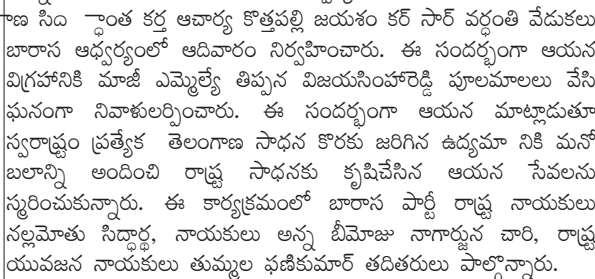 ాణ సిద ్ధాంత కర్త ఆచార్య కొత్తపల్లి జయశం కర్ సార్ వర్ధంతి వేడుకలు
బారాస ఆధ్వర్యంలో ఆదివారం నిర్వహించారు. ఈ సందర్భంగా ఆయన
విగ్రహానికి మాజీ ఎమ్మెల్యే తిప్పన విజయసింహారెడ్డి పూలమాలలు వేసి
ఘనంగా నివాళులర్పించారు. ఈ సందర్భంగా ఆయన మాట్లాడుతూ
స్వరాష్ట్రం ప్రత్యేక తెలంగాణ సాధన కొరకు జరిగిన ఉద్యమా నికి మనో
బలాన్ని అందించి రాష్ట్ర సాధనకు కృషిచేసిన ఆయన సేవలను
స్మరించుకున్నారు. ఈ కార్యక్రమంలో బారాస పార్టీ రాష్ట్ర నాయకులు
నల్లమోతు సిద్ధార్థ, నాయకులు అన్న బీమోజు నాగార్జున చారి, రాష్ట్ర
యువజన నాయకులు తుమ్మల ఫణికుమార్ తదితరులు పాల్గొన్నారు.